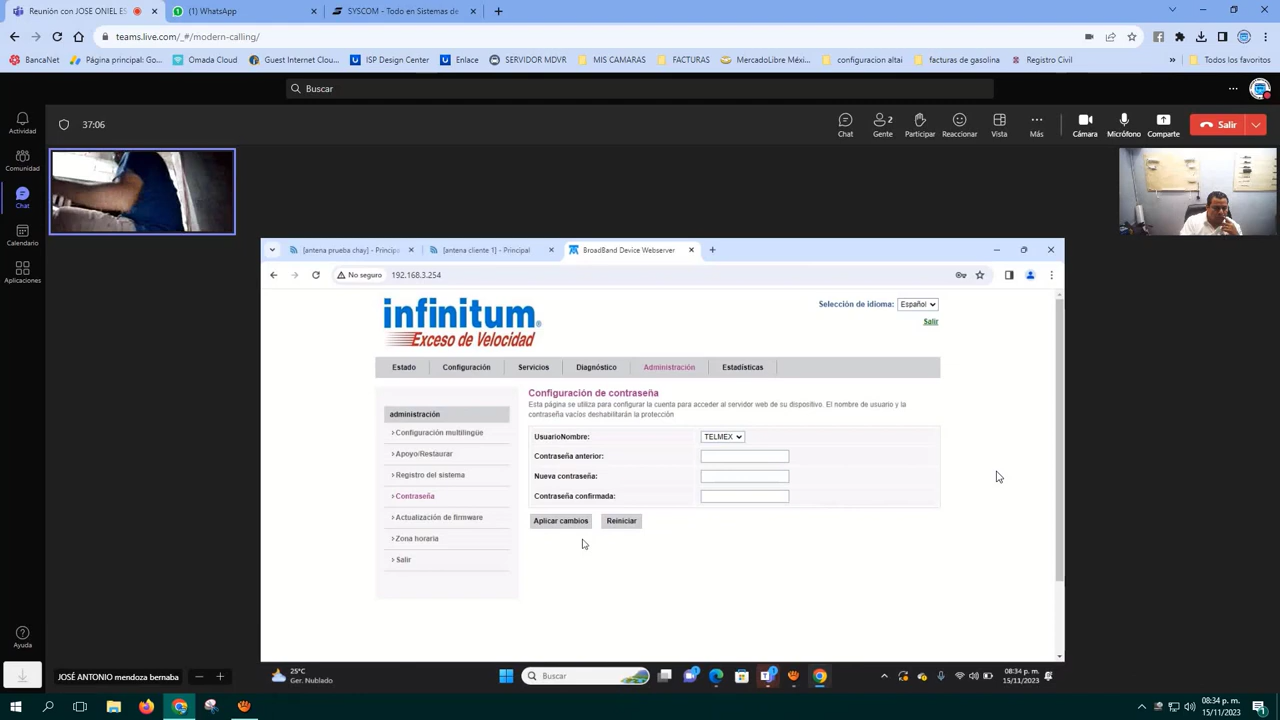 Reunión con JOSE ONIEL ES
(1) WhatsApp
SYSCOM - Todo en Sistemas de
teams.live.com/_#/modern-calling/
BancaNet
Página principal: Go...
Omada Cloud
Guest Internet Clou...
ISP Design Center
Enlace
SERVIDOR MDVR
MIS CAMARAS
FACTURAS
MercadoLibre Méxi...
configuracion altai
facturas de gasolina
Registro Civil
»
Todos los favoritos
Buscar
37:06
Chat
Gente 2
Participar
Reaccionar
Vista
Más
Cámara
Micrófono
Comparte
Salir
Actividad
Comunidad
Chat
Calendario
Aplicaciones
Ayuda
[antena prueba chay] - Principa
[antena cliente 1] - Principal
BroadBand Device Webserver
No seguro
192.168.3.254
infinitum
Exceso de Velocidad
Selección de idioma: Español
Salir
Estado
Configuración
Servicios
Diagnóstico
Administración
Estadísticas
administración
> Configuración multilingüe
> Apoyo/Restaurar
> Registro del sistema
> Contraseña
> Actualización de firmware
> Zona horaria
> Salir
Configuración de contraseña
Esta página se utiliza para configurar la cuenta para acceder al servidor web de su dispositivo. El nombre de usuario y la
contraseña vacíos deshabilitarán la protección
UsuarioNombre: TELMEX
Contraseña anterior:
Nueva contraseña:
Contraseña confirmada:
Aplicar cambios
Reiniciar
JOSÉ ANTONIO mendoza bernaba
25°C
Ger. Nublado
Buscar
08:34 p. m.
15/11/2023
08:34 p. m.
15/11/2023